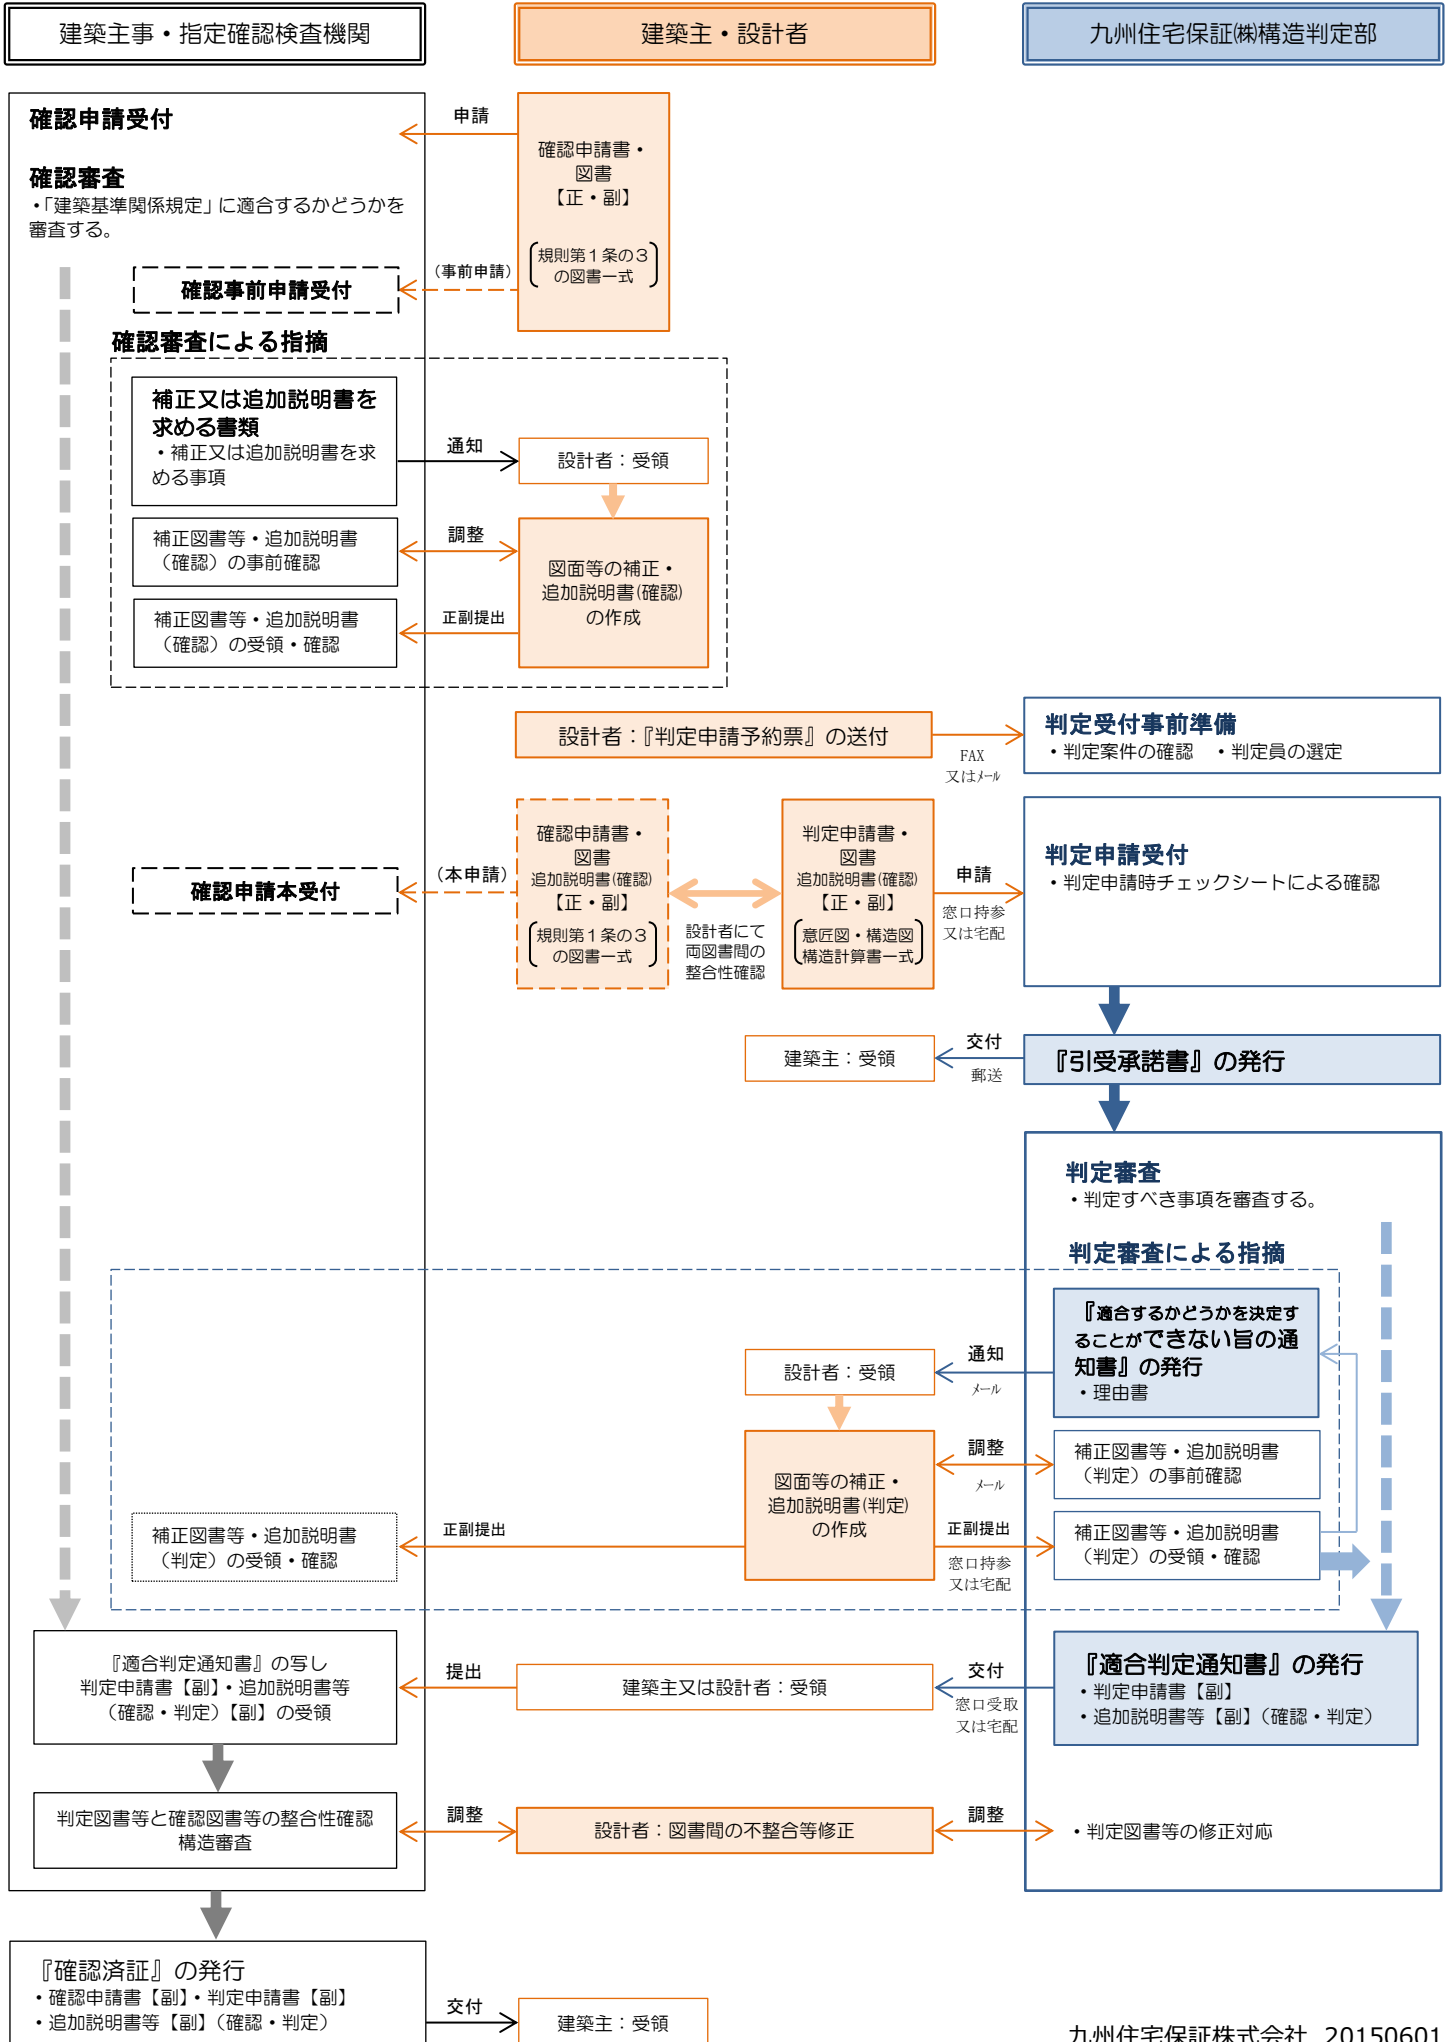 建築主事・指定確認検査機関
建築主・設計者
九州住宅保証㈱構造判定部
確認申請受付
申請
確認申請書・
図書
【正・副】
規則第1条の3
の図書一式
確認審査
・「建築基準関係規定」に適合するかどうかを
審査する。
(事前申請)
確認事前申請受付
確認審査による指摘
補正又は追加説明書を
求める書類
・補正又は追加説明書を求
める事項
通知
設計者：受領
補正図書等・追加説明書
（確認）の事前確認
調整
図面等の補正・
追加説明書(確認)
の作成
補正図書等・追加説明書
（確認）の受領・確認
正副提出
設計者：『判定申請予約票』の送付
FAX
又はﾒｰﾙ
判定受付事前準備
・判定案件の確認　・判定員の選定
確認申請本受付
(本申請)
確認申請書・
図書
追加説明書(確認)
【正・副】
規則第1条の3
の図書一式
設計者にて
両図書間の
整合性確認
判定申請書・
図書
追加説明書(確認)
【正・副】
意匠図・構造図
構造計算書一式
申請
窓口持参
又は宅配
判定申請受付
・判定申請時チェックシートによる確認
建築主：受領
交付
郵送
『引受承諾書』の発行
判定審査
・判定すべき事項を審査する。
判定審査による指摘
『適合するかどうかを決定す
ることができない旨の通
知書』の発行
・理由書
通知
ﾒｰﾙ
設計者：受領
図面等の補正・
追加説明書(判定)
の作成
調整
ﾒｰﾙ
補正図書等・追加説明書
（判定）の事前確認
補正図書等・追加説明書
（判定）の受領・確認
正副提出
正副提出
窓口持参
又は宅配
補正図書等・追加説明書
（判定）の受領・確認
『適合判定通知書』の写し
判定申請書【副】・追加説明書等
（確認・判定）【副】の受領
提出
建築主又は設計者：受領
交付
窓口受取
又は宅配
『適合判定通知書』の発行
・判定申請書【副】
・追加説明書等【副】（確認・判定）
判定図書等と確認図書等の整合性確認
構造審査
調整
設計者：図書間の不整合等修正
調整
・判定図書等の修正対応
『確認済証』の発行
・確認申請書【副】・判定申請書【副】
・追加説明書等【副】（確認・判定）
交付
建築主：受領
九州住宅保証株式会社 20150601